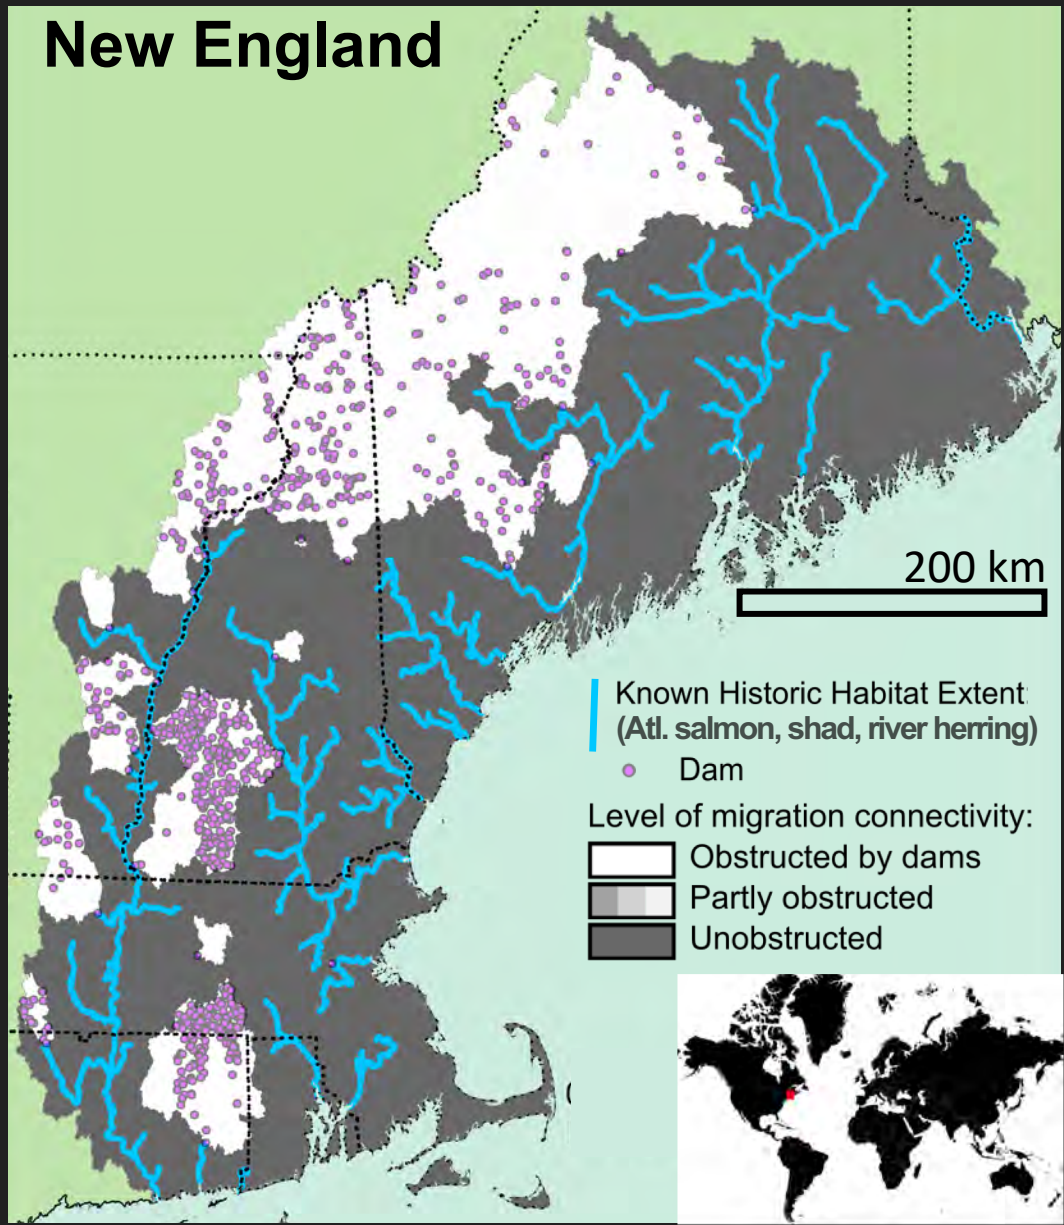 New England
200 km
Known Historic Habitat Extent:
(Atl. salmon, shad, river herring)
Dam
Level of migration connectivity:
Obstructed by dams
Partly obstructed
Unobstructed